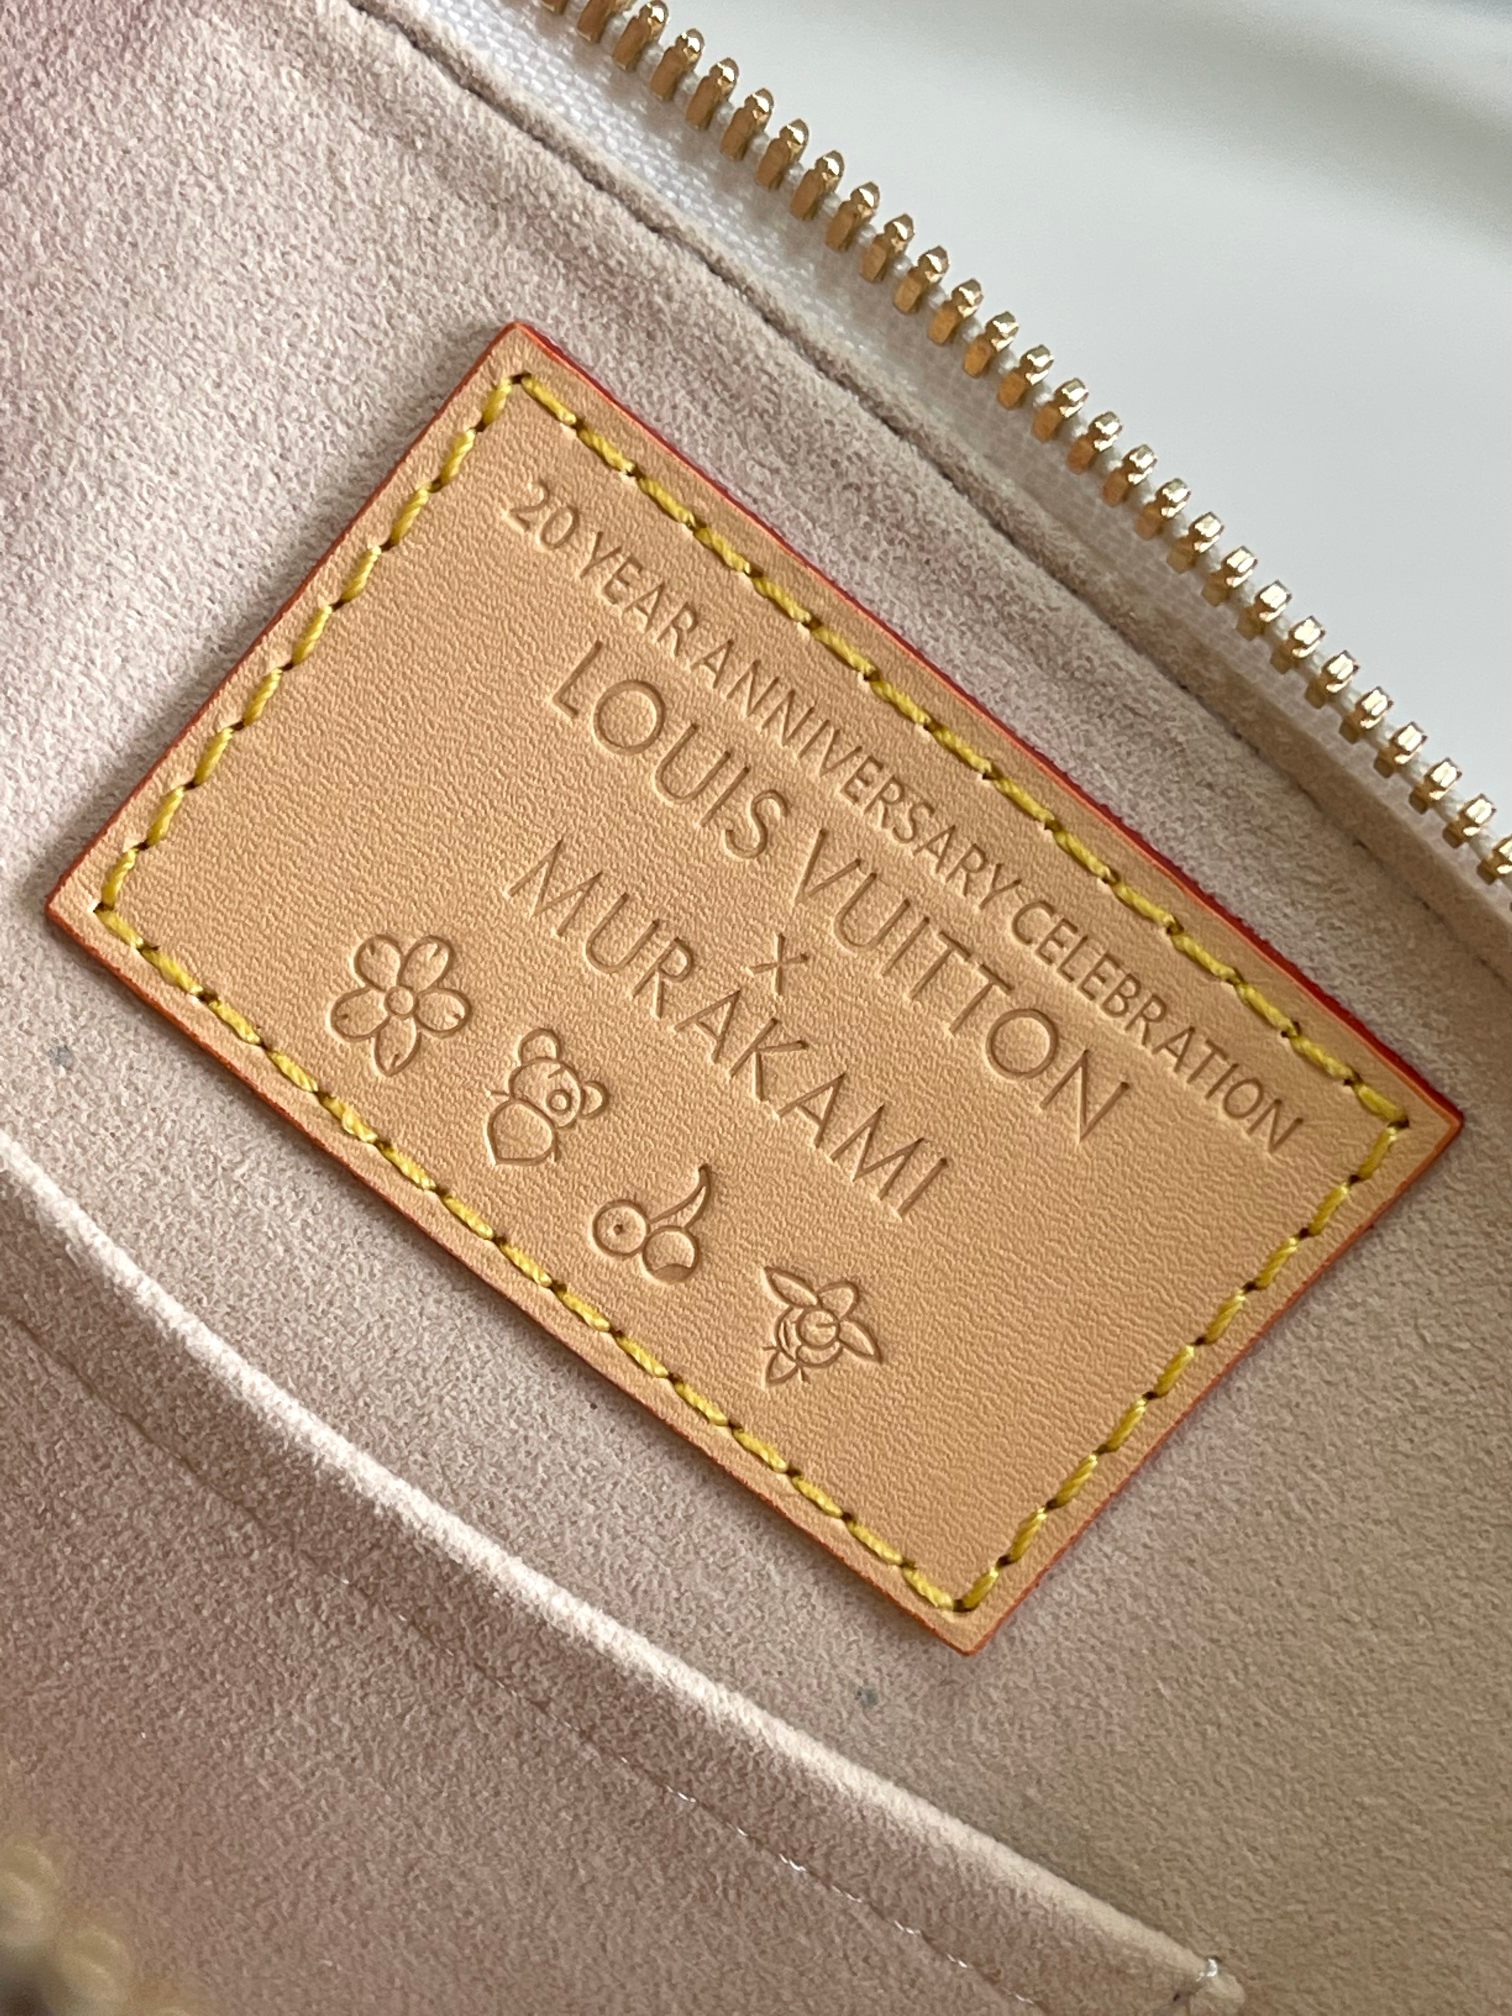 20 YEAR ANNIVERSARY CELEBRATION
LOUIS VUITTON
X
MURAKAMI